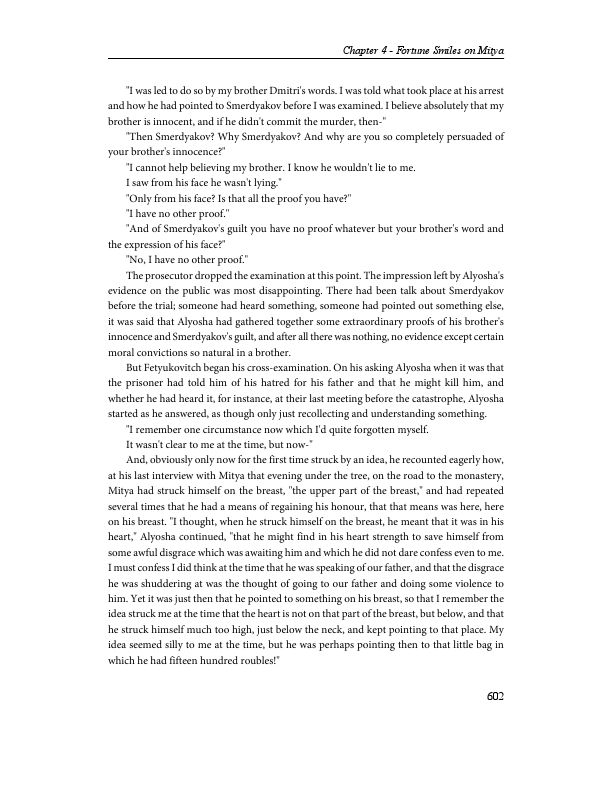 Chapter 4 - Fortune Smiles on Mitya
"I was led to do so by my brother Dmitri's words. I was told what took place at his arrest
and how he had pointed to Smerdyakov before I was examined. I believe absolutely that my
brother is innocent, and if he didn't commit the murder, then-"
"Then Smerdyakov? Why Smerdyakov? And why are you so completely persuaded of
your brother's innocence?"
"I cannot help believing my brother. I know he wouldn't lie to me.
I saw from his face he wasn't lying."
"Only from his face? Is that all the proof you have?"
"I have no other proof."
"And of Smerdyakov's guilt you have no proof whatever but your brother's word and
the expression of his face?"
"No, I have no other proof."
The prosecutor dropped the examination at this point. The impression left by Alyosha's
evidence on the public was most disappointing. There had been talk about Smerdyakov
before the trial; someone had heard something, someone had pointed out something else,
it was said that Alyosha had gathered together some extraordinary proofs of his brother's
innocence and Smerdyakov's guilt, and after all there was nothing, no evidence except certain
moral convictions so natural in a brother.
But Fetyukovitch began his cross-examination. On his asking Alyosha when it was that
the prisoner had told him of his hatred for his father and that he might kill him, and
whether he had heard it, for instance, at their last meeting before the catastrophe, Alyosha
started as he answered, as though only just recollecting and understanding something.
"I remember one circumstance now which I'd quite forgotten myself.
It wasn't clear to me at the time, but now-"
And, obviously only now for the first time struck by an idea, he recounted eagerly how,
at his last interview with Mitya that evening under the tree, on the road to the monastery,
Mitya had struck himself on the breast, "the upper part of the breast," and had repeated
several times that he had a means of regaining his honour, that that means was here, here
on his breast. "I thought, when he struck himself on the breast, he meant that it was in his
heart," Alyosha continued, "that he might find in his heart strength to save himself from
some awful disgrace which was awaiting him and which he did not dare confess even to me.
I must confess I did think at the time that he was speaking of our father, and that the disgrace
he was shuddering at was the thought of going to our father and doing some violence to
him. Yet it was just then that he pointed to something on his breast, so that I remember the
idea struck me at the time that the heart is not on that part of the breast, but below, and that
he struck himself much too high, just below the neck, and kept pointing to that place. My
idea seemed silly to me at the time, but he was perhaps pointing then to that little bag in
which he had fifteen hundred roubles!"
602